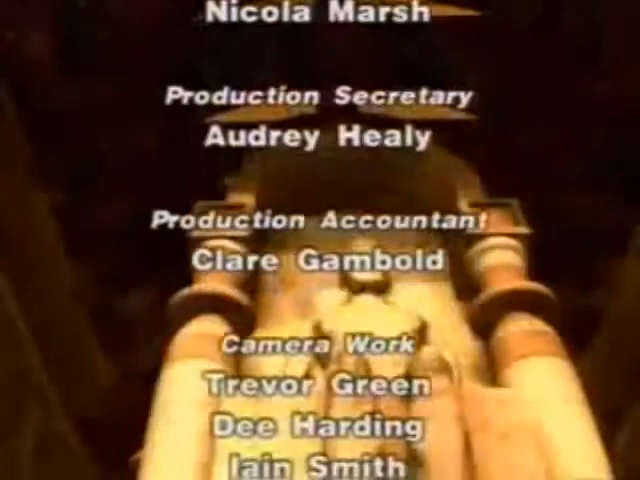 Nicola Marsh
Production Secretary
Audrey Healy
Production Accountant
Clare Gambold
Camera Work
Trevor Green
Dee Harding
Iain Smith